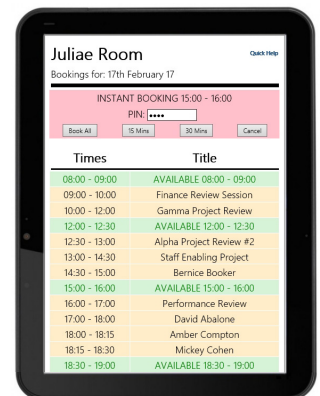 Juliae Room
Quick Help
Bookings for: 17th February 17
INSTANT BOOKING 15:00 - 16:00
PIN: ••••
Book All 15 Mins 30 Mins Cancel
Times Title
08:00 - 09:00 AVAILABLE 08:00 - 09:00
09:00 - 10:00 Finance Review Session
10:00 - 12:00 Gamma Project Review
12:00 - 12:30 AVAILABLE 12:00 - 12:30
12:30 - 13:00 Alpha Project Review #2
13:00 - 14:30 Staff Enabling Project
14:30 - 15:00 Bernice Booker
15:00 - 16:00 AVAILABLE 15:00 - 16:00
16:00 - 17:00 Performance Review
17:00 - 18:00 David Abalone
18:00 - 18:15 Amber Compton
18:15 - 18:30 Mickey Cohen
18:30 - 19:00 AVAILABLE 18:30 - 19:00